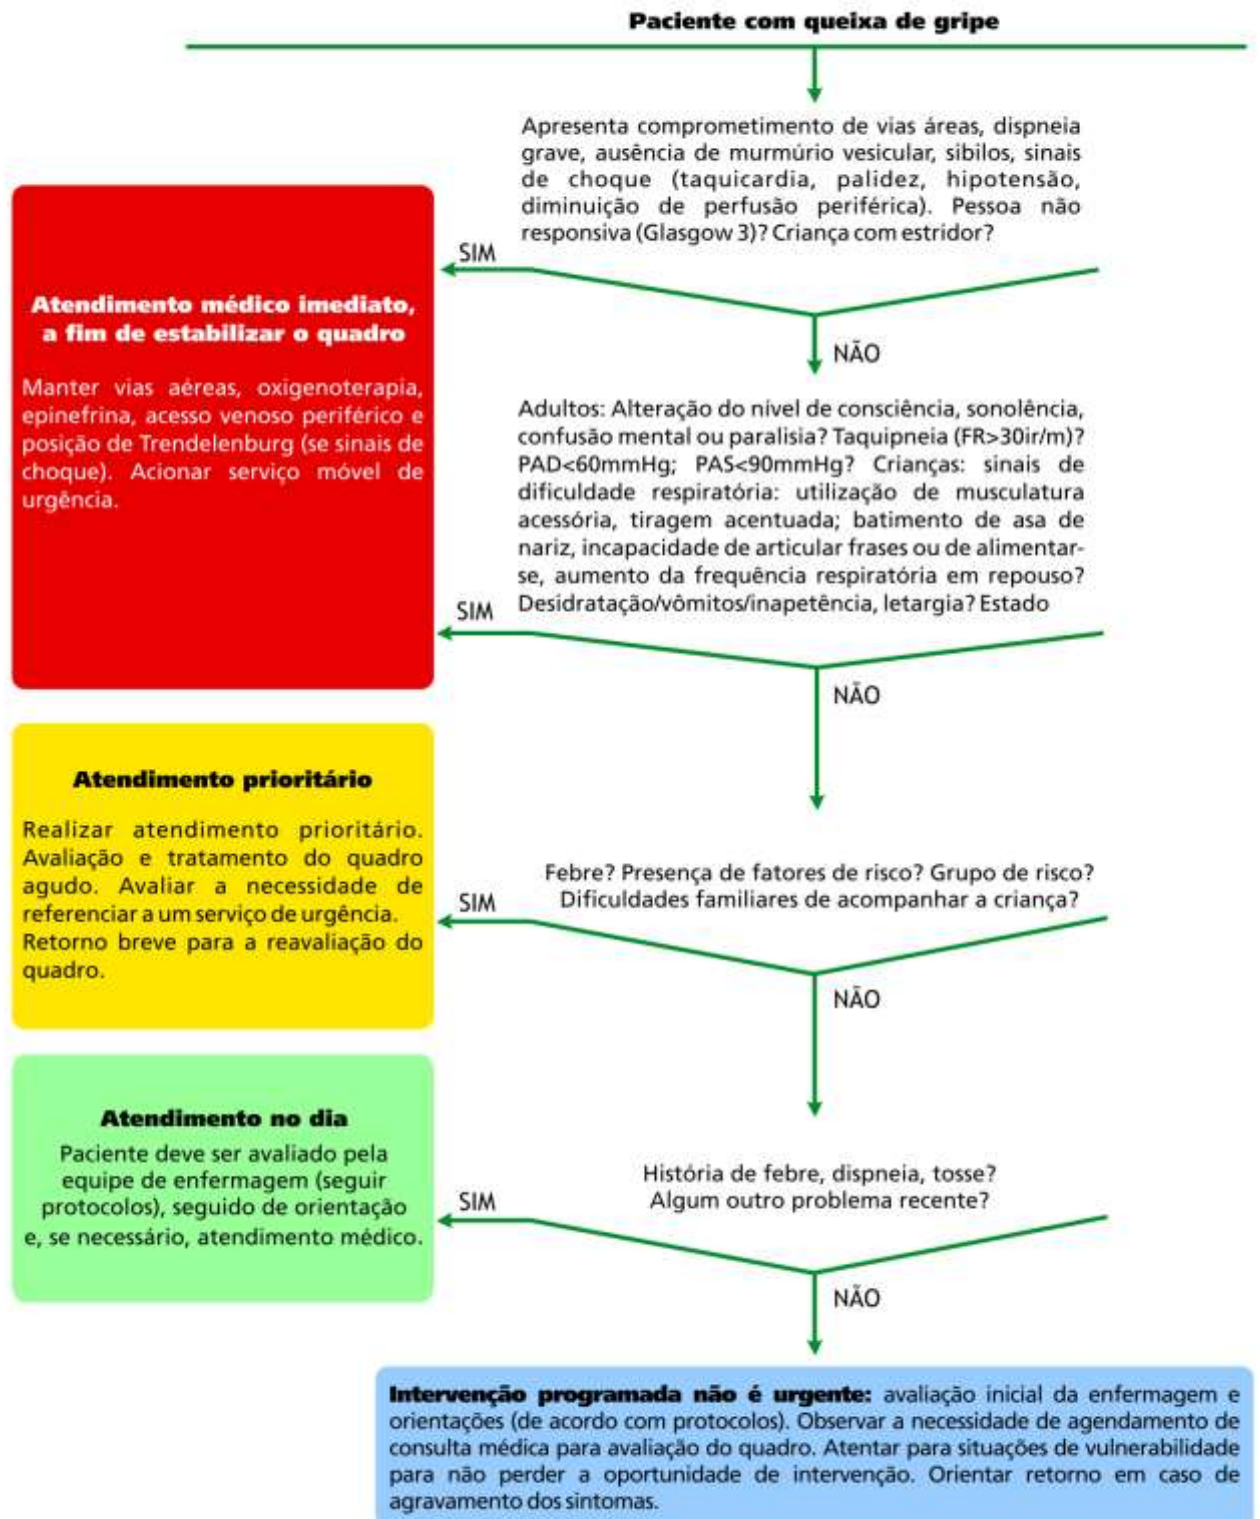 Paciente com queixa de gripe
Apresenta comprometimento de vias áreas, dispneia
grave, ausência de murmúrio vesicular, sibilos, sinais
de choque (taquicardia, palidez, hipotensão,
diminuição de perfusão periférica). Pessoa não
responsiva (Glasgow 3)? Criança com estridor?
SIM
NÃO
Atendimento médico imediato,
a fim de estabilizar o quadro
Manter vias aéreas, oxigenoterapia,
epinefrina, acesso venoso periférico e
posição de Trendelenburg (se sinais de
choque). Acionar serviço móvel de
urgência.
Adultos: Alteração do nível de consciência, sonolência,
confusão mental ou paralisia? Taquipneia (FR>30ir/m)?
PAD<60mmHg; PAS<90mmHg? Crianças: sinais de
dificuldade respiratória: utilização de musculatura
acessória, tiragem acentuada; batimento de asa de
nariz, incapacidade de articular frases ou de alimentar-
se, aumento da frequência respiratória em repouso?
Desidratação/vômitos/inapetência, letargia? Estado
SIM
NÃO
Atendimento prioritário
Realizar atendimento prioritário.
Avaliação e tratamento do quadro
agudo. Avaliar a necessidade de
referenciar a um serviço de urgência.
Retorno breve para a reavaliação do
quadro.
Febre? Presença de fatores de risco? Grupo de risco?
Dificuldades familiares de acompanhar a criança?
SIM
NÃO
Atendimento no dia
Paciente deve ser avaliado pela
equipe de enfermagem (seguir
protocolos), seguido de orientação
e, se necessário, atendimento médico.
História de febre, dispneia, tosse?
Algum outro problema recente?
SIM
NÃO
Intervenção programada não é urgente: avaliação inicial da enfermagem e
orientações (de acordo com protocolos). Observar a necessidade de agendamento de
consulta médica para avaliação do quadro. Atentar para situações de vulnerabilidade
para não perder a oportunidade de intervenção. Orientar retorno em caso de
agravamento dos sintomas.